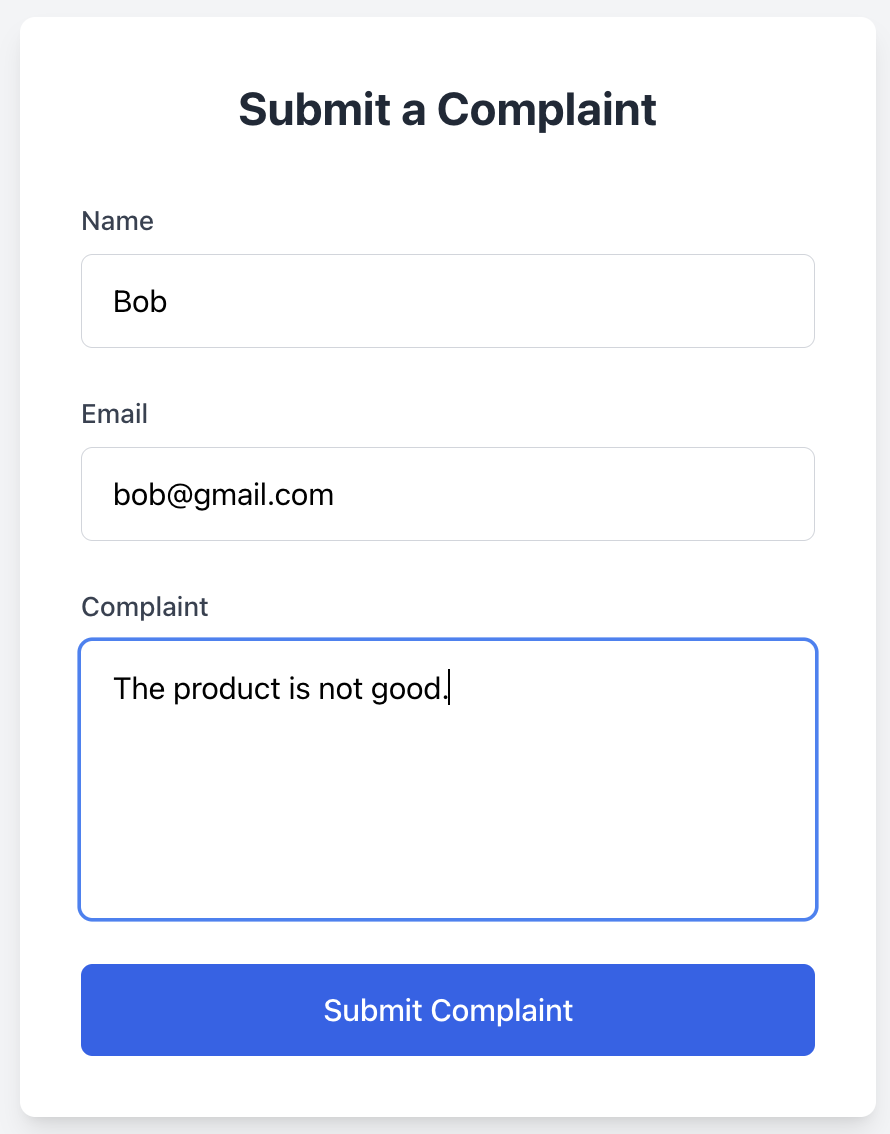 Submit a Complaint
Name
Bob
Email
bob@gmail.com
Complaint
The product is not good.
Submit Complaint